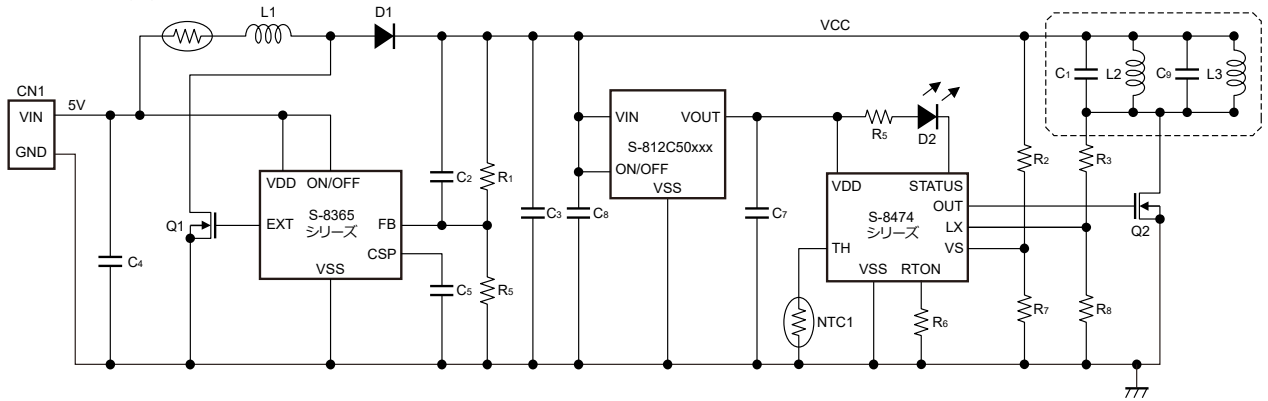 L1
D1
VCC
CN1
VIN
5V
GND
C1
L2
C9
L3
VIN
VOUT
S-812C50xxx
ON/OFF
VSS
R5
D2
R2
R3
VDD
ON/OFF
S-8365
シリーズ
EXT
FB
CSP
VSS
C2
R1
VDD
STATUS
OUT
S-8474
シリーズ
LX
VS
TH
VSS
RTON
Q1
Q2
C4
C5
R5
C3
C8
C7
NTC1
R6
R7
R8